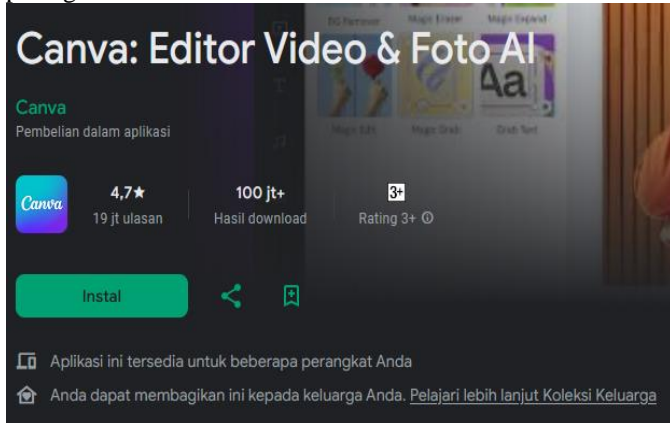 BG Remover Magic Eraser Magic Expand
Canva: Editor Video & Foto AI
Aa
Magic Edit Magic Grab Grab Text
Canva
Pembelian dalam aplikasi
Canva
4,7★ 100 jt+ 3+
19 jt ulasan Hasil download Rating 3+
Instal
Aplikasi ini tersedia untuk beberapa perangkat Anda
Anda dapat membagikan ini kepada keluarga Anda. Pelajari lebih lanjut Koleksi Keluarga